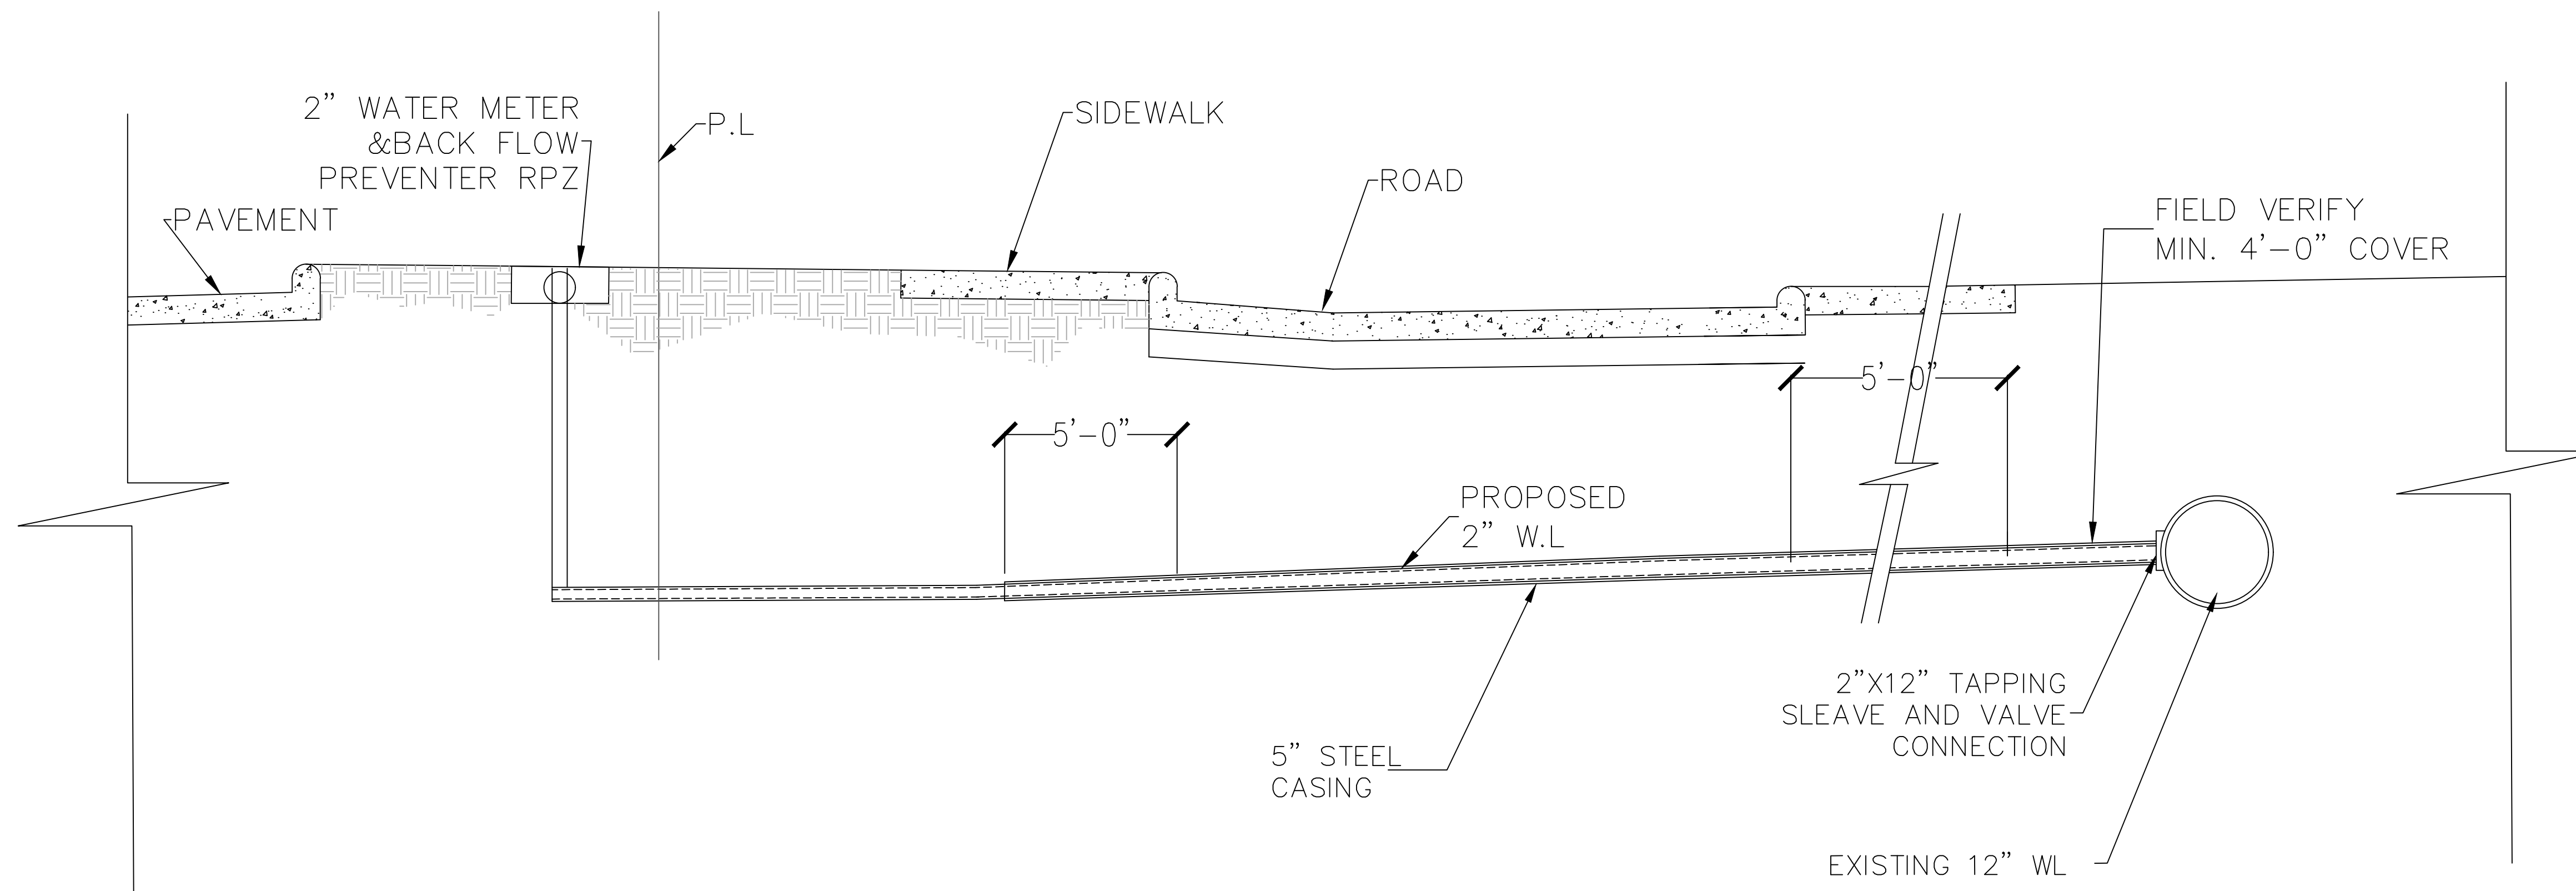 2” WATER METER
&BACK FLOW
PREVENTER RPZ
P.L
SIDEWALK
ROAD
PAVEMENT
FIELD VERIFY
MIN. 4’-0” COVER
5’-0”
5’-0”
PROPOSED
2” W.L
2”X12” TAPPING
SLEAVE AND VALVE
CONNECTION
5” STEEL
CASING
EXISTING 12” WL